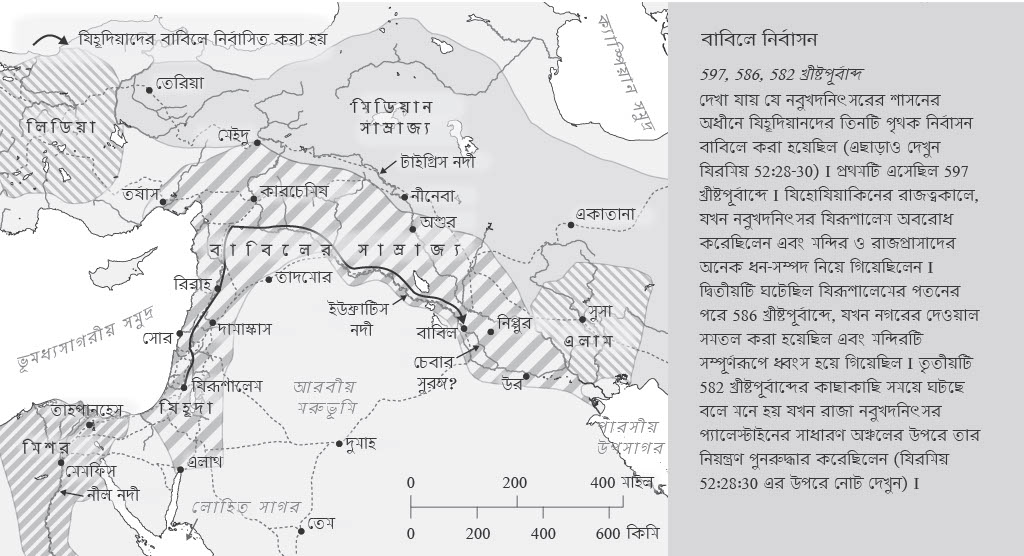 যিহূদিয়াদের বাবিলে নির্বাসিত করা হয়
তেরিয়া
লিডিয়া
মিডিয়ান
সাম্রাজ্য
ক্যাস্পিয়ান সমুদ্র
মেইদু
টাইগ্রিস নদী
তর্ষাস
কারচেমিষ
নীনেবা
অশুর
একাতানা
বাবিলের সাম্রাজ্য
রিব্লাহ
তাদমোর
ইউফ্রাটিস
নদী
ভূমধ্যসাগরীয় সমুদ্র
সোর
দামাস্কাস
বাবিল
নিপ্পুর
সুসা
এলাম
চেবার
সুরঙ্গ?
উর
যিরূশালেম
যিহূদা
আরবীয়
মরুভূমি
তাহপানহেস
মিশর
মেমফিস
নীল নদী
এলাথ
দুমাহ
পারসীয়
উপসাগর
লোহিত সাগর
তেম
0 200 400 মাইল
0 200 400 600 কিমি
বাবিলে নির্বাসন
597, 586, 582 খ্রীষ্টপূর্বাব্দ
দেখা যায় যে নবুখদনিৎসরের শাসনের
অধীনে যিহূদিয়ানদের তিনটি পৃথক নির্বাসন
বাবিলে করা হয়েছিল (এছাড়াও দেখুন
যিরমিয় 52:28-30) I প্রথমটি এসেছিল 597
খ্রীষ্টপূর্বাব্দে I যিহোযিয়াকিনের রাজত্বকালে,
যখন নবুখদনিৎসর যিরূশালেম অবরোধ
করেছিলেন এবং মন্দির ও রাজপ্রাসাদের
অনেক ধন-সম্পদ নিয়ে গিয়েছিলেন I
দ্বিতীয়টি ঘটেছিল যিরূশালেমের পতনের
পরে 586 খ্রীষ্টপূর্বাব্দে, যখন নগরের দেওয়াল
সমতল করা হয়েছিল এবং মন্দিরটি
সম্পূর্ণরূপে ধ্বংস হয়ে গিয়েছিল I তৃতীয়টি
582 খ্রীষ্টপূর্বাব্দের কাছাকাছি সময়ে ঘটছে
বলে মনে হয় যখন রাজা নবুখদনিৎসর
প্যালেস্টাইনের সাধারণ অঞ্চলের উপরে তার
নিয়ন্ত্রণ পুনরুদ্ধার করেছিলেন (যিরমিয়
52:28:30 এর উপরে নোট দেখুন) I